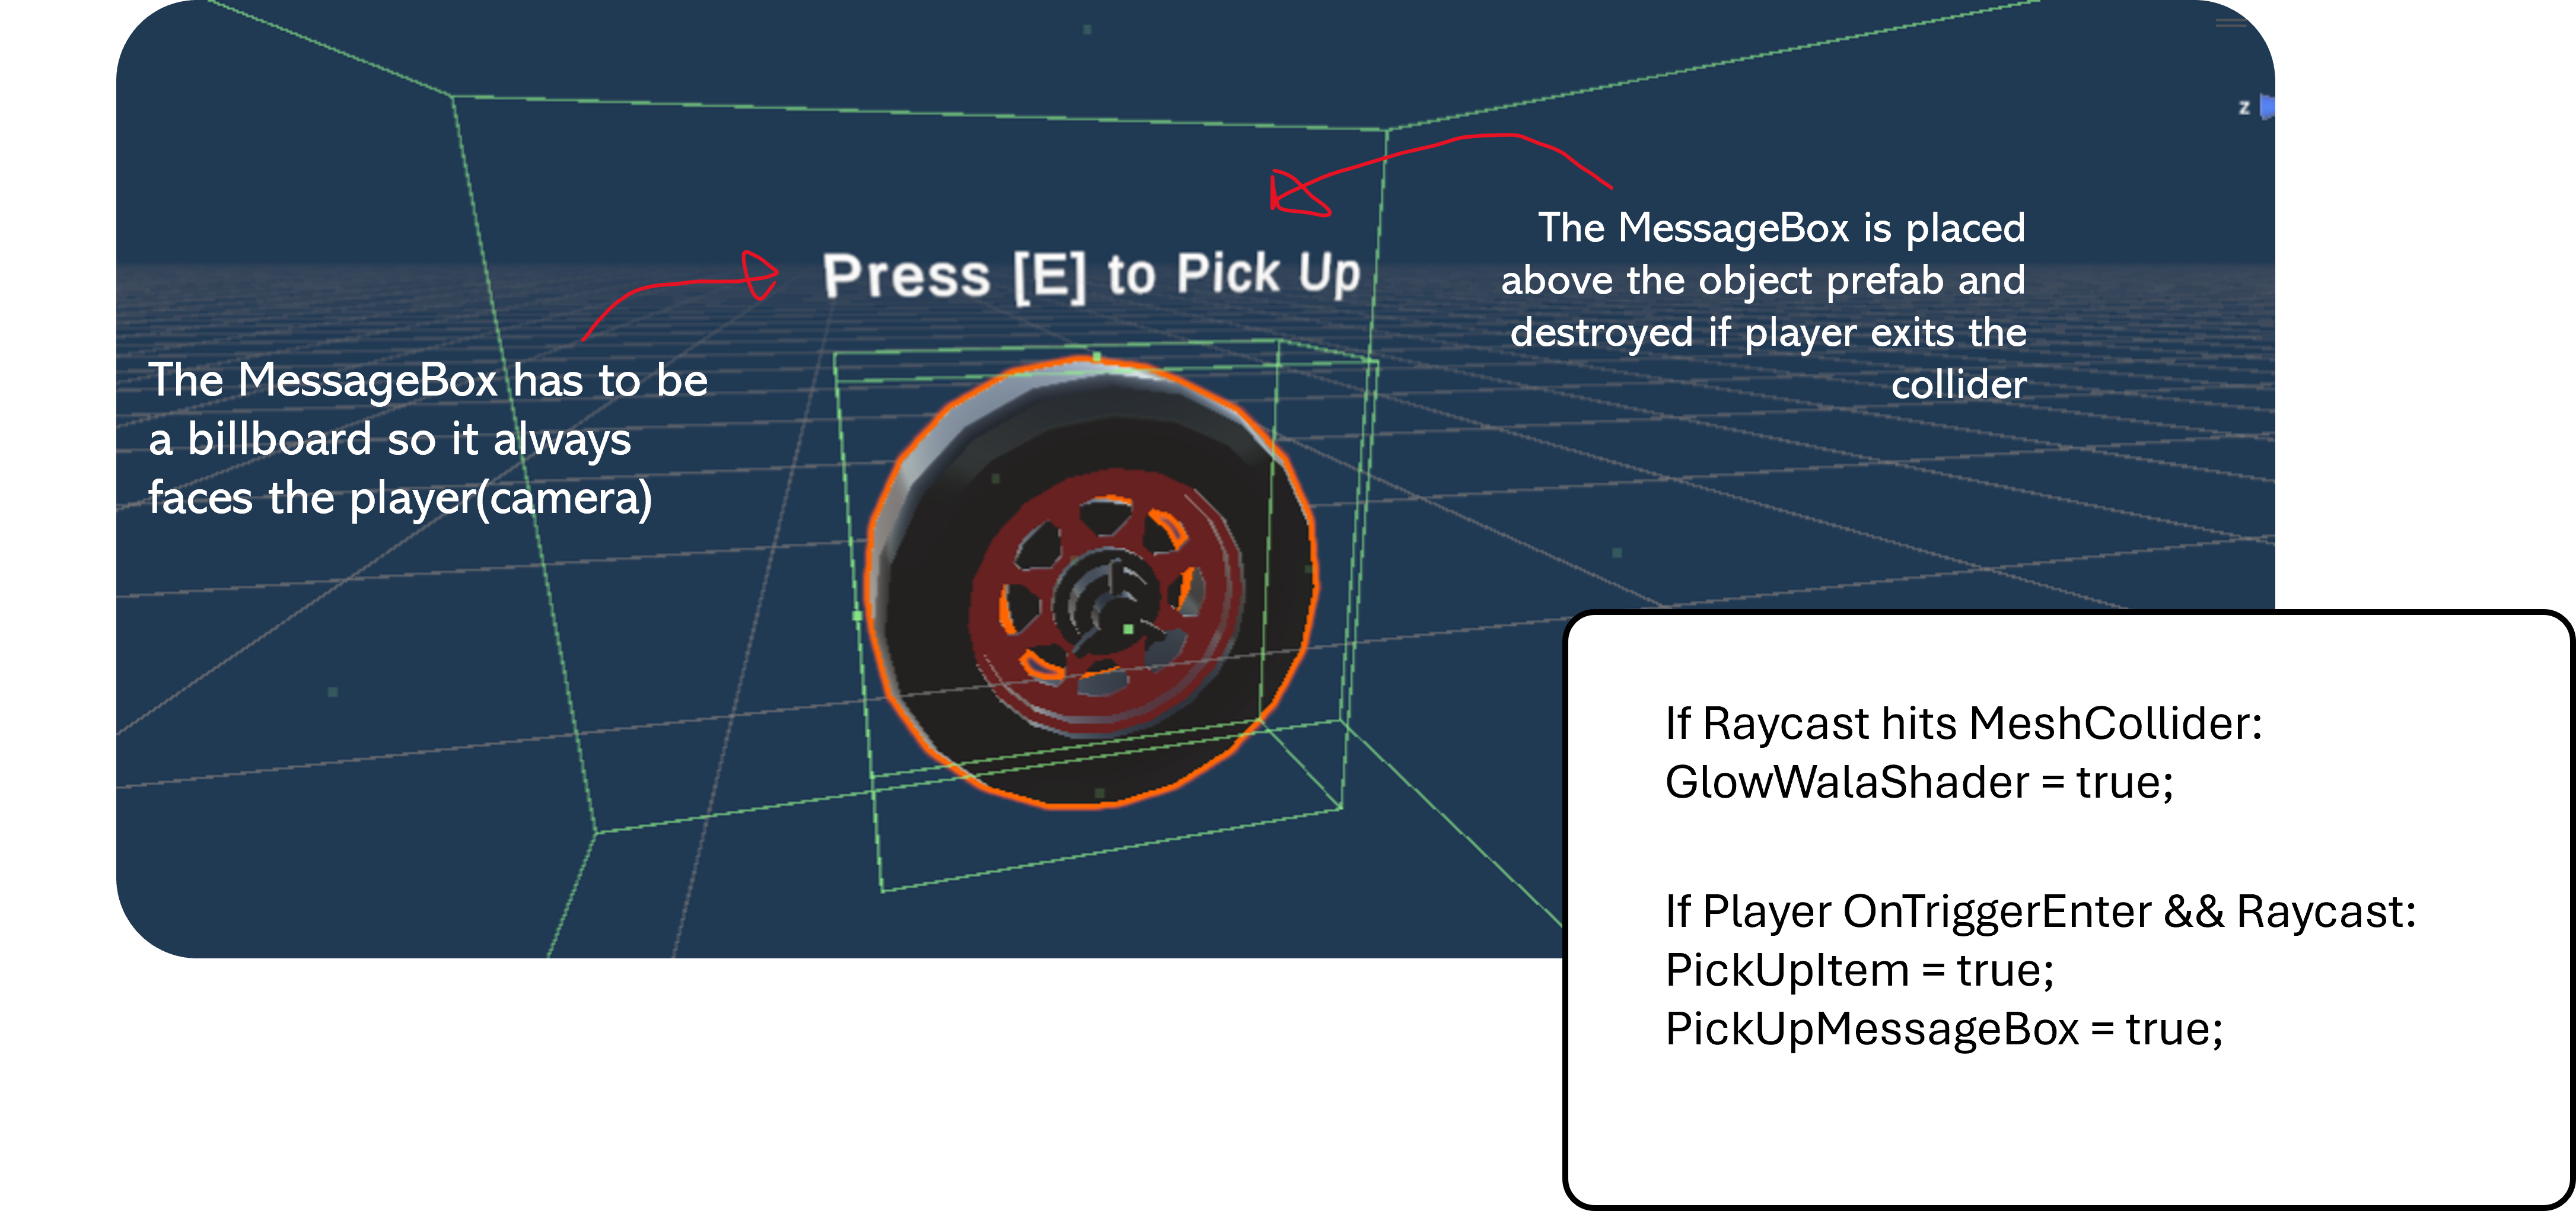 z
Press [E] to Pick Up
The MessageBox is placed
above the object prefab and
destroyed if player exits the
collider
The MessageBox has to be
a billboard so it always
faces the player(camera)
If Raycast hits MeshCollider:
GlowWalaShader = true;
If Player OnTriggerEnter && Raycast:
PickUpItem = true;
PickUpMessageBox = true;